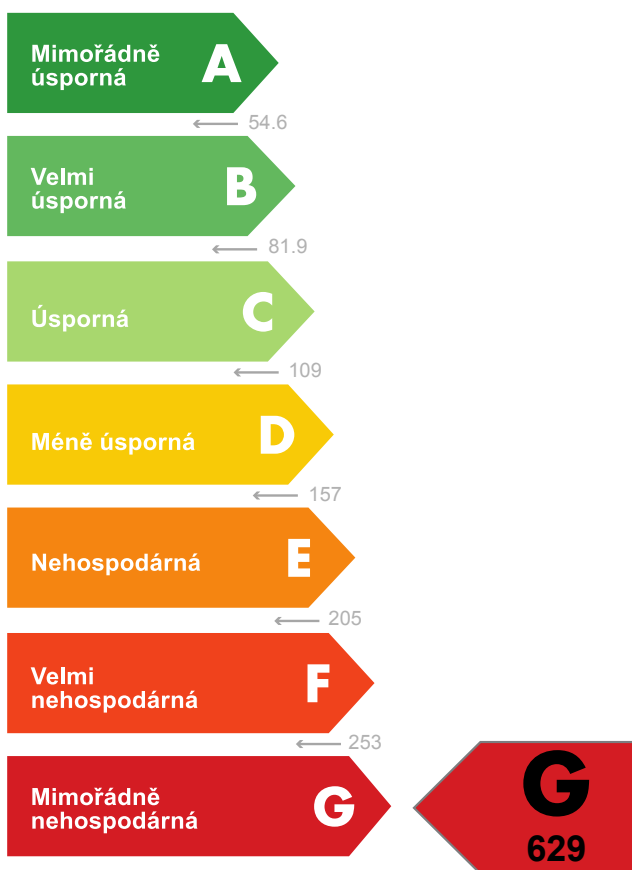 Mimořádně
úsporná
A
54.6
Velmi
úsporná
B
81.9
Úsporná
C
109
Méně úsporná
D
157
Nehospodárná
E
205
Velmi
nehospodárná
F
253
Mimořádně
nehospodárná
G
G
629